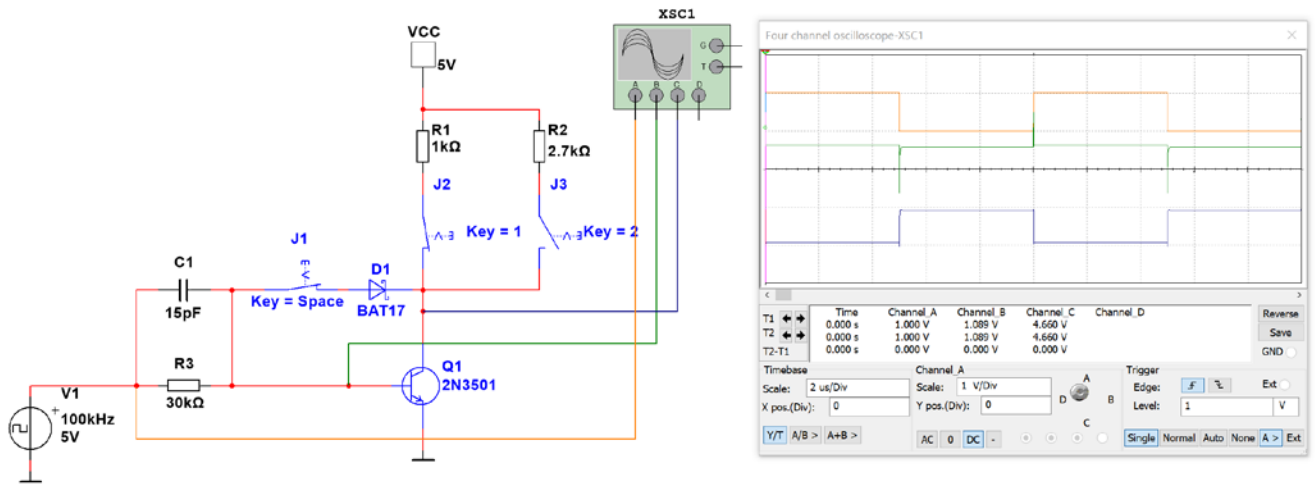 XSC1
G
T
A B C D
VCC
5V
R1
1kΩ
R2
2.7kΩ
J2
J3
Key = 1
Key = 2
J1
Key = Space
D1
BAT17
C1
15pF
R3
30kΩ
Q1
2N3501
V1
100kHz
5V
Four channel oscilloscope-XSC1
Time Channel_A Channel_B Channel_C Channel_D
T1 0.000 s 1.000 V 1.089 V 4.660 V
T2 0.000 s 1.000 V 1.089 V 4.660 V
T2-T1 0.000 s 0.000 V 0.000 V 0.000 V
Reverse
Save
GND
Timebase
Scale: 2 us/Div
X pos.(Div): 0
Y/T A/B > A+B >
Channel_A
Scale: 1 V/Div
Y pos.(Div): 0
AC 0 DC -
A
B
C
D
Trigger
Edge: Ext
Level: 1 V
Single Normal Auto None A > Ext